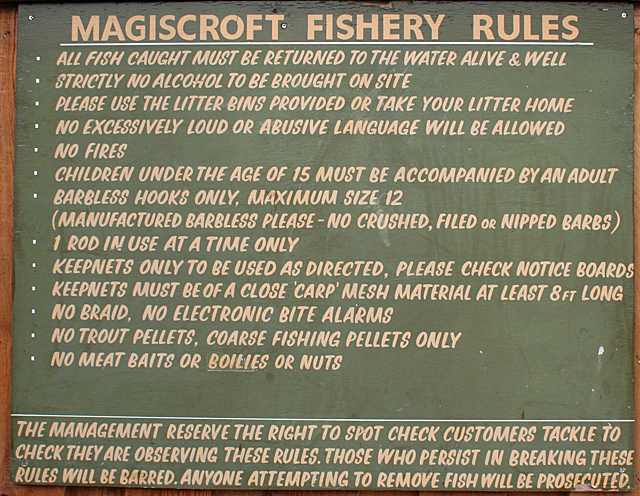 MAGISCROFT FISHERY RULES
ALL FISH CAUGHT MUST BE RETURNED TO THE WATER ALIVE & WELL
STRICTLY NO ALCOHOL TO BE BROUGHT ON SITE
PLEASE USE THE LITTER BINS PROVIDED OR TAKE YOUR LITTER HOME
NO EXCESSIVELY LOUD OR ABUSIVE LANGUAGE WILL BE ALLOWED
NO FIRES
CHILDREN UNDER THE AGE OF 15 MUST BE ACCOMPANIED BY AN ADULT
BARBLESS HOOKS ONLY, MAXIMUM SIZE 12
(MANUFACTURED BARBLESS PLEASE - NO CRUSHED, FILED OR NIPPED BARBS)
1 ROD IN USE AT A TIME ONLY
KEEPNETS ONLY TO BE USED AS DIRECTED, PLEASE CHECK NOTICE BOARDS
KEEPNETS MUST BE OF A CLOSE 'CARP' MESH MATERIAL AT LEAST 8FT LONG
NO BRAID, NO ELECTRONIC BITE ALARMS
NO TROUT PELLETS, COARSE FISHING PELLETS ONLY
NO MEAT BAITS OR BOILIES OR NUTS
THE MANAGEMENT RESERVE THE RIGHT TO SPOT CHECK CUSTOMERS TACKLE TO
CHECK THEY ARE OBSERVING THESE RULES. THOSE WHO PERSIST IN BREAKING THESE
RULES WILL BE BARRED. ANYONE ATTEMPTING TO REMOVE FISH WILL BE PROSECUTED.